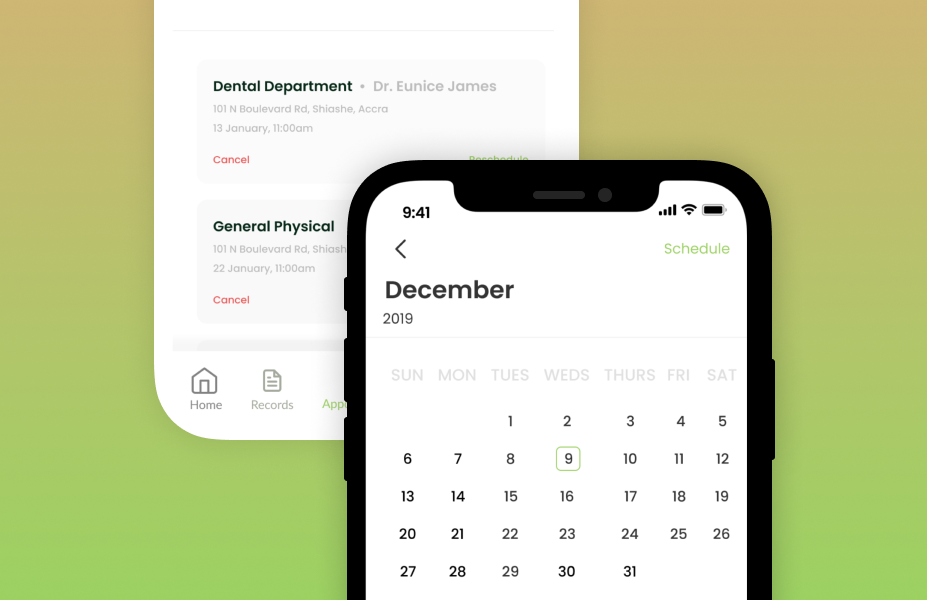 Dental Department • Dr. Eunice James
101 N Boulevard Rd, Shiashe, Accra
13 January, 11:00am
Cancel Reschedule
General Physical
101 N Boulevard Rd, Shiash
22 January, 11:00am
Cancel
Home Records
9:41
Schedule
December
2019
SUN MON TUES WEDS THURS FRI SAT
1 2 3 4 5
6 7 8 9 10 11 12
13 14 15 16 17 18 19
20 21 22 23 24 25 26
27 28 29 30 31